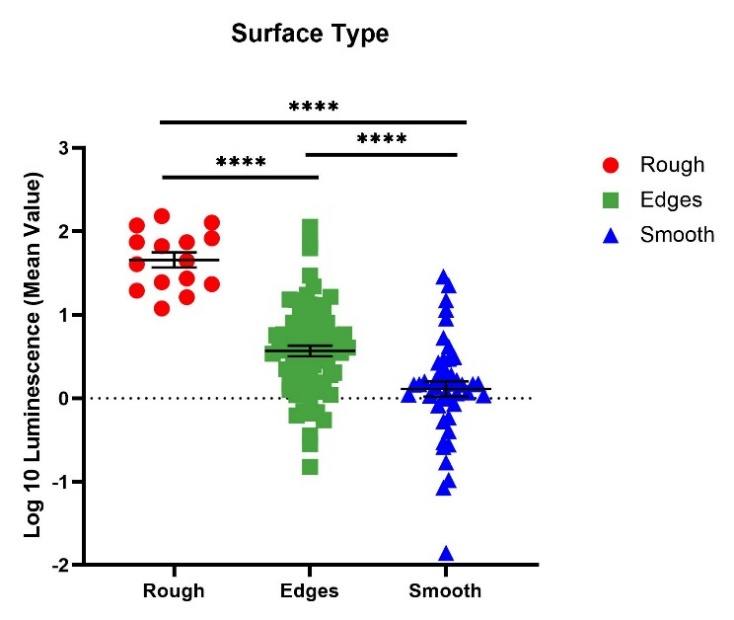 Surface Type
****
****
****
Log 10 Luminescence (Mean Value)
3
2
1
0
-1
-2
Rough
Edges
Smooth
Rough
Edges
Smooth